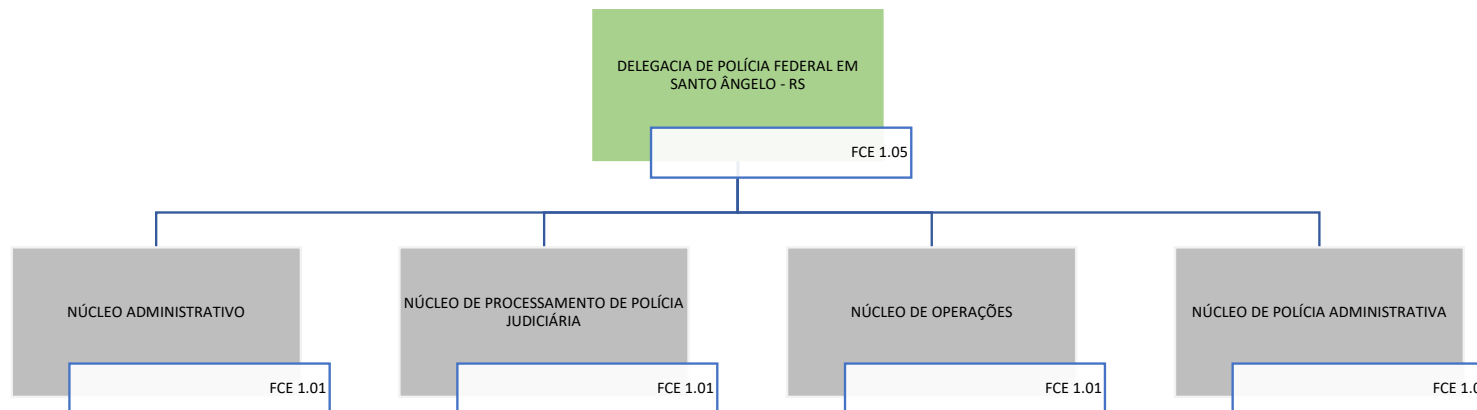 DELEGACIA DE POLÍCIA FEDERAL EM
SANTO ÂNGELO - RS
FCE 1.05
NÚCLEO ADMINISTRATIVO
FCE 1.01
NÚCLEO DE PROCESSAMENTO DE POLÍCIA
JUDICIÁRIA
FCE 1.01
NÚCLEO DE OPERAÇÕES
FCE 1.01
NÚCLEO DE POLÍCIA ADMINISTRATIVA
FCE